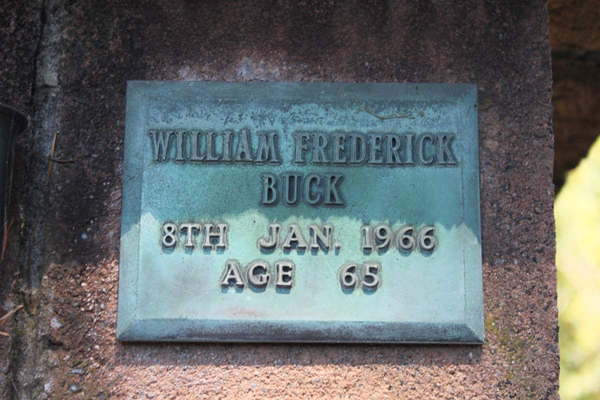 WILLIAM FREDERICK
BUCK
8TH JAN. 1966
AGE 65